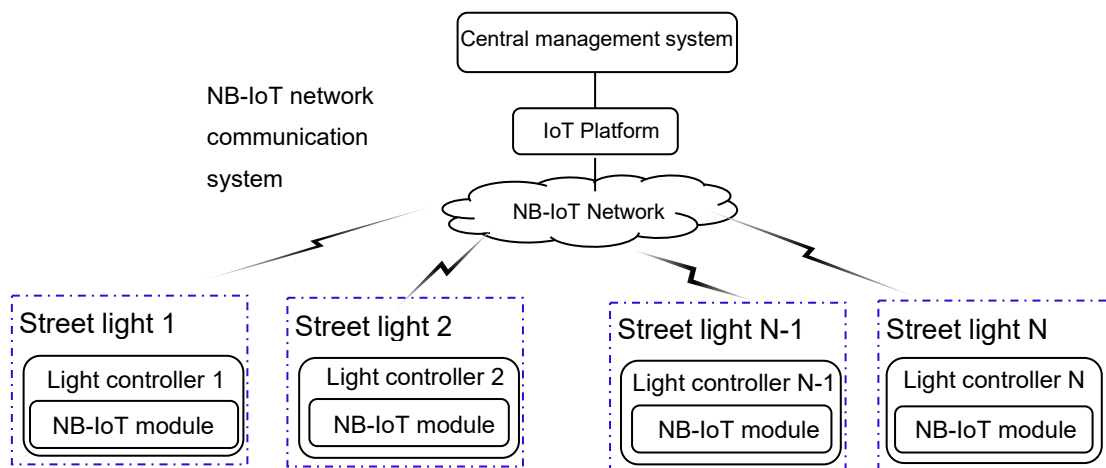 Central management system
NB-IoT network
communication
system
IoT Platform
NB-IoT Network
Street light 1
Light controller 1
NB-IoT module
Street light 2
Light controller 2
NB-IoT module
Street light N-1
Light controller N-1
NB-IoT module
Street light N
Light controller N
NB-IoT module